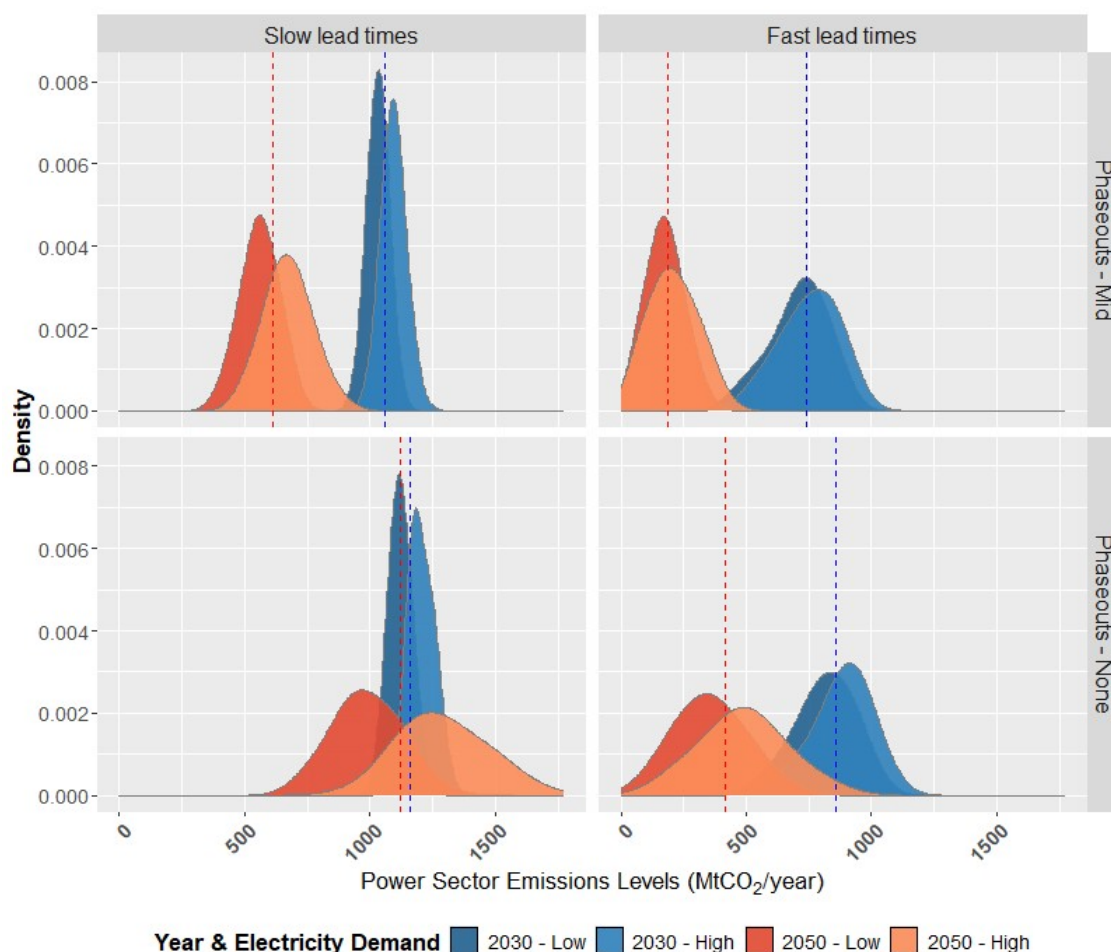 Slow lead times
Fast lead times
0.008
0.006
0.004
0.002
0.000
Phaseouts - Mid
Density
0.008
0.006
0.004
0.002
0.000
Phaseouts - None
0
500
1000
1500
0
500
1000
1500
Power Sector Emissions Levels (MtCO₂/year)
Year & Electricity Demand 2030 - Low 2030 - High 2050 - Low 2050 - High